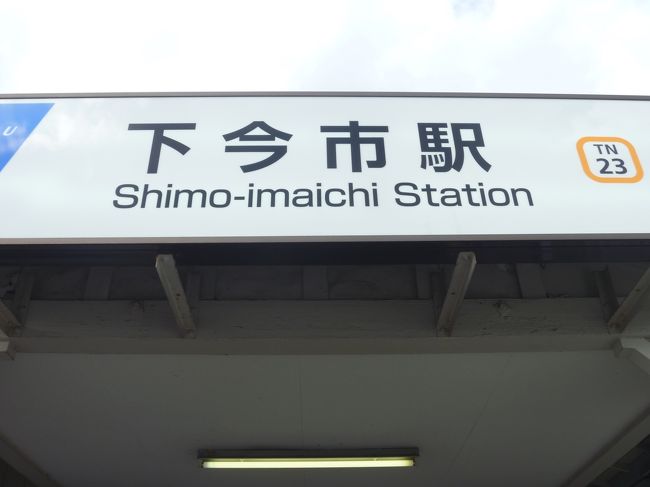 U
下今市駅
TN
23
Shimo-imaichi Station